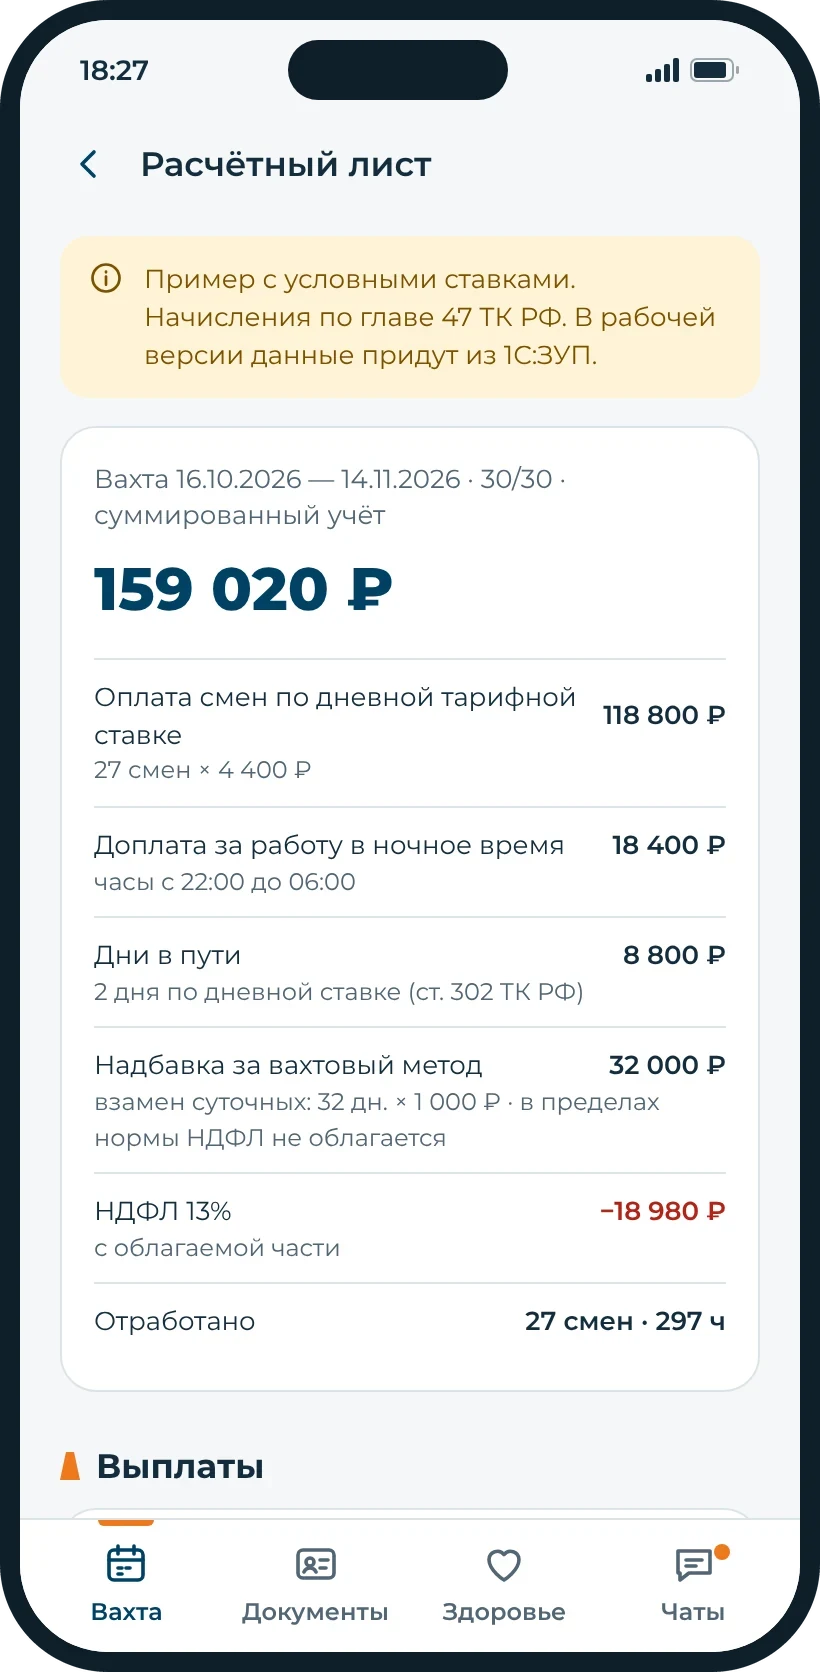 18:27
Расчётный лист
Пример с условными ставками.
Начисления по главе 47 ТК РФ. В рабочей
версии данные придут из 1С:ЗУП.
Вахта 16.10.2026 — 14.11.2026 · 30/30 ·
суммированный учёт
159 020 ₽
Оплата смен по дневной тарифной
ставке
118 800 ₽
27 смен × 4 400 ₽
Доплата за работу в ночное время
18 400 ₽
часы с 22:00 до 06:00
Дни в пути
8 800 ₽
2 дня по дневной ставке (ст. 302 ТК РФ)
Надбавка за вахтовый метод
32 000 ₽
взамен суточных: 32 дн. × 1 000 ₽ · в пределах
нормы НДФЛ не облагается
НДФЛ 13%
−18 980 ₽
с облагаемой части
Отработано
27 смен · 297 ч
Выплаты
Вахта
Документы
Здоровье
Чаты